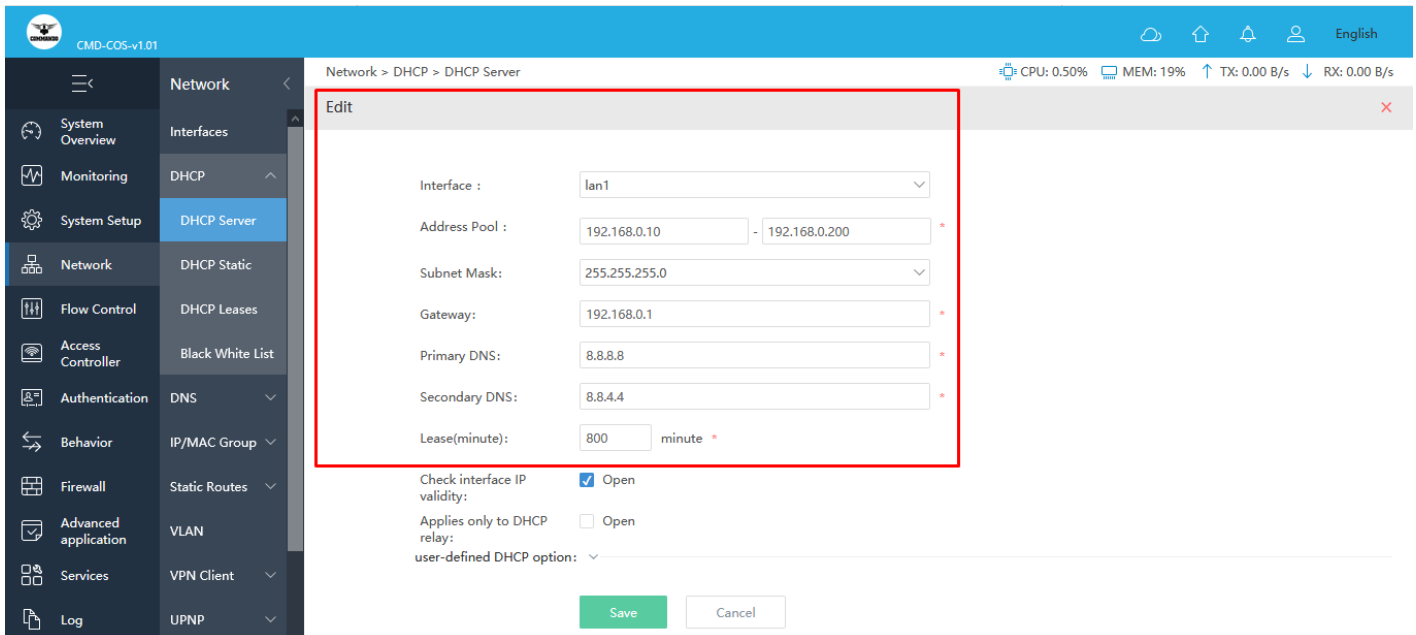 COMMANDO
CMD-COS-v1.01
English
Network
Network > DHCP > DHCP Server
CPU: 0.50% MEM: 19% TX: 0.00 B/s RX: 0.00 B/s
System
Overview
Monitoring
System Setup
Network
Flow Control
Access
Controller
Authentication
Behavior
Firewall
Advanced
application
Services
Log
Interfaces
DHCP
DHCP Server
DHCP Static
DHCP Leases
Black White List
DNS
IP/MAC Group
Static Routes
VLAN
VPN Client
UPNP
Edit
Interface : lan1
Address Pool : 192.168.0.10 - 192.168.0.200 *
Subnet Mask: 255.255.255.0
Gateway: 192.168.0.1 *
Primary DNS: 8.8.8.8 *
Secondary DNS: 8.8.4.4 *
Lease(minute): 800 minute *
Check interface IP
validity: Open
Applies only to DHCP
relay: Open
user-defined DHCP option:
Save Cancel